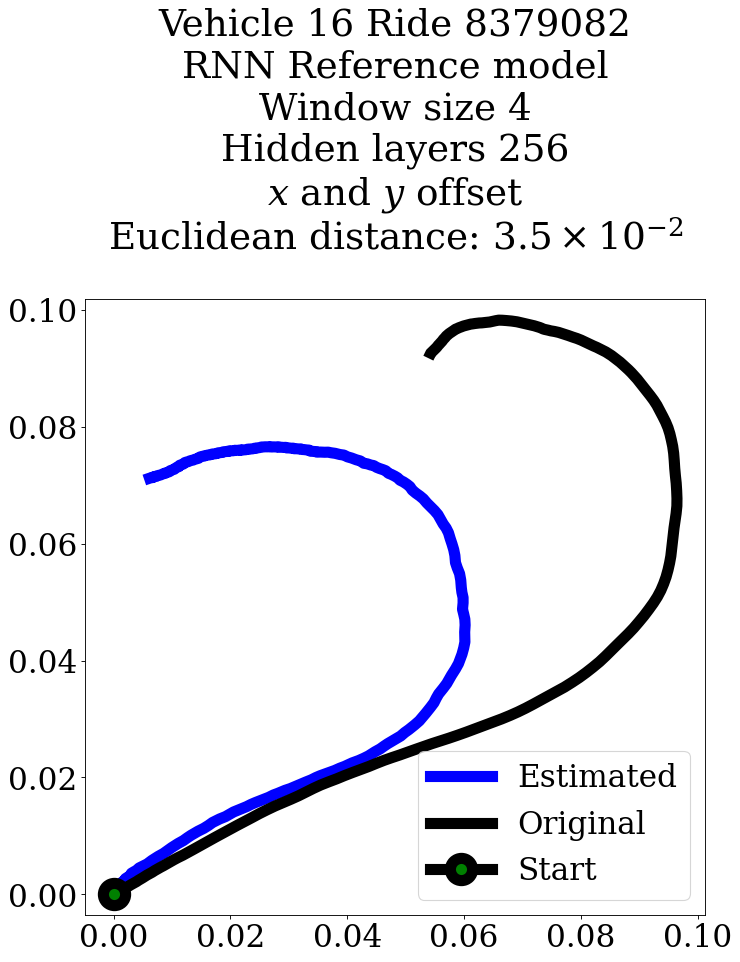 Vehicle 16 Ride 8379082
RNN Reference model
Window size 4
Hidden layers 256
x and y offset
Euclidean distance: 3.5 × 10⁻²
0.10
0.08
0.06
0.04
0.02
0.00
Estimated
Original
Start
0.00 0.02 0.04 0.06 0.08 0.10